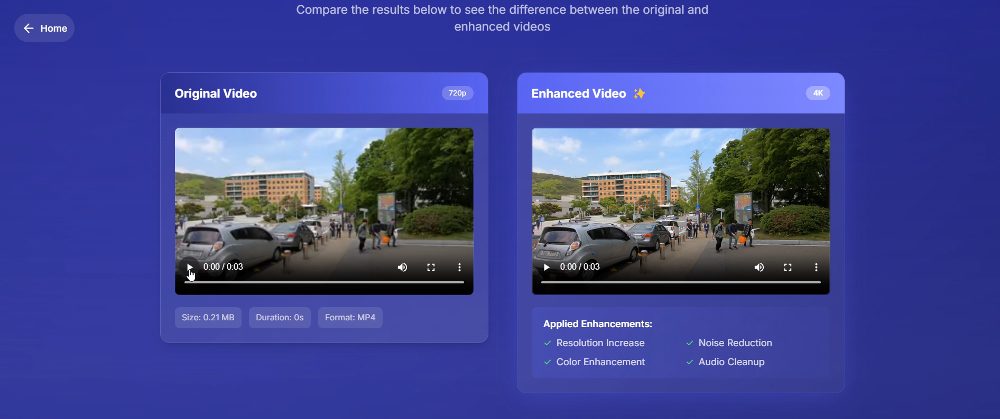 Compare the results below to see the difference between the original and
enhanced videos
Home
Original Video
720p
0:00 / 0:03
Size: 0.21 MB
Duration: 0s
Format: MP4
Enhanced Video
4K
0:00 / 0:03
Applied Enhancements:
Resolution Increase
Noise Reduction
Color Enhancement
Audio Cleanup